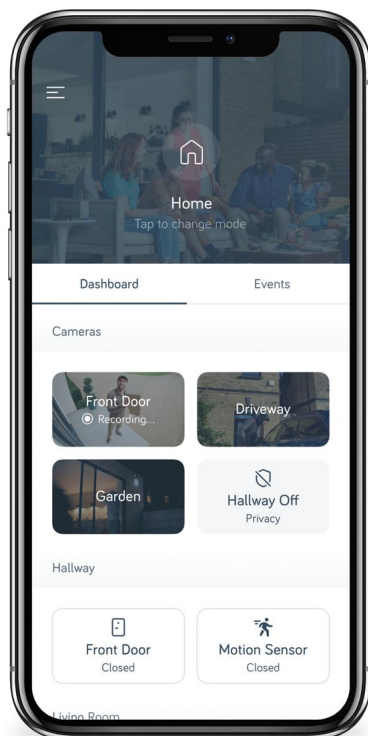 Home
Tap to change mode
Dashboard
Events
Cameras
Front Door
Recording...
Driveway
Garden
Hallway Off
Privacy
Hallway
Front Door
Closed
Motion Sensor
Closed
Living Room